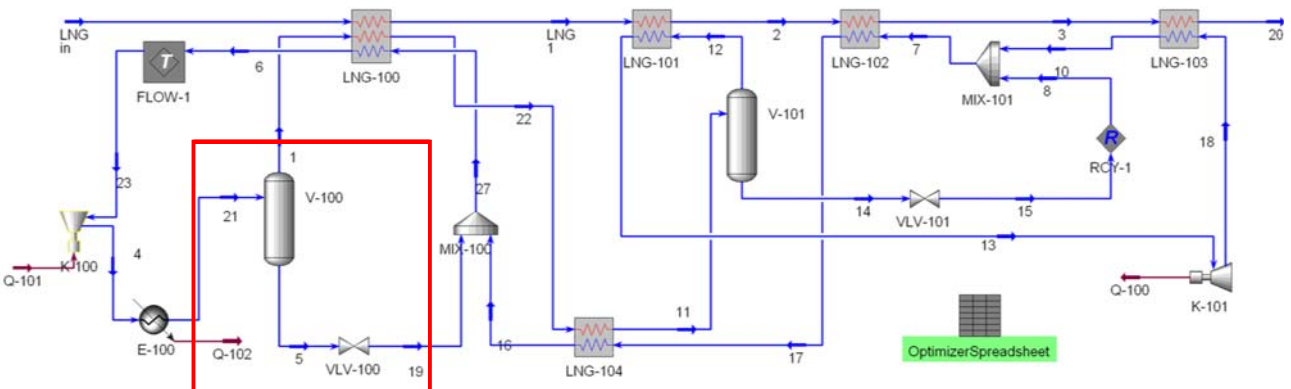 LNG
in
LNG-100
LNG
1
LNG-101
2
LNG-102
3
LNG-103
20
T
FLOW-1
6
12
7
10
8
MIX-101
22
V-101
R
RCY-1
18
23
1
V-100
27
21
14
VLV-101
15
K-100
4
MIX-100
13
Q-101
Q-100
K-101
E-100
Q-102
5
VLV-100
19
16
LNG-104
11
17
OptimizerSpreadsheet